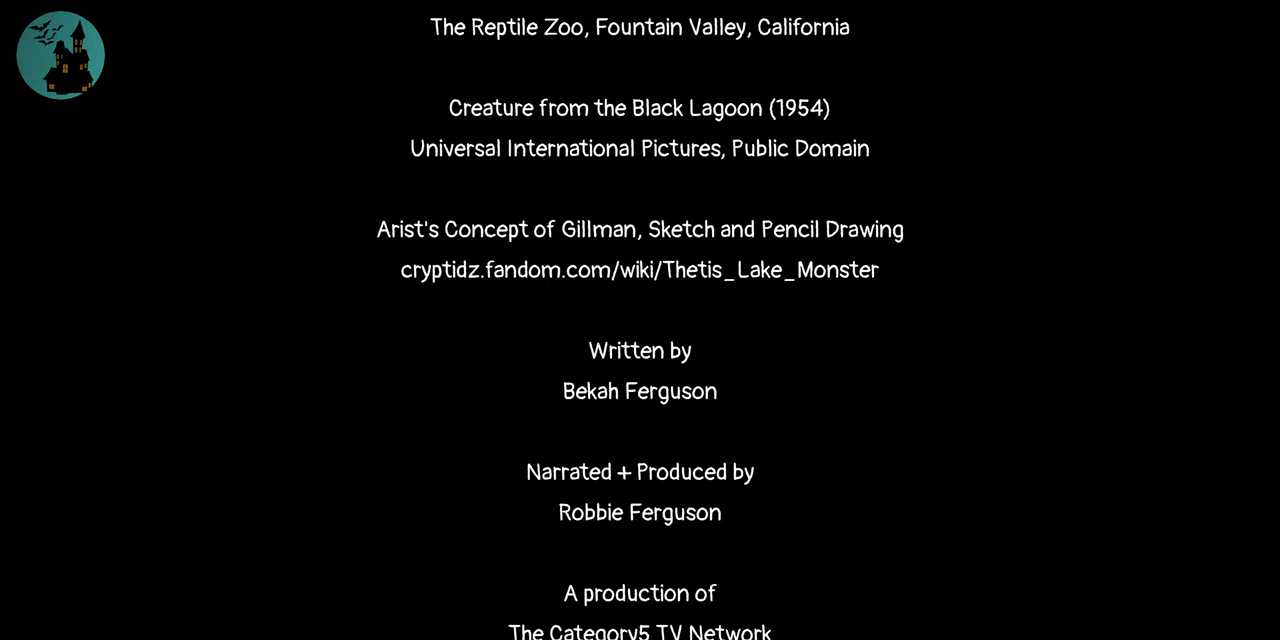 The Reptile Zoo, Fountain Valley, California
Creature from the Black Lagoon (1954)
Universal International Pictures, Public Domain
Arist's Concept of Gillman, Sketch and Pencil Drawing
cryptidz.fandom.com/wiki/Thetis_Lake_Monster
Written by
Bekah Ferguson
Narrated + Produced by
Robbie Ferguson
A production of
The Category5 TV Network